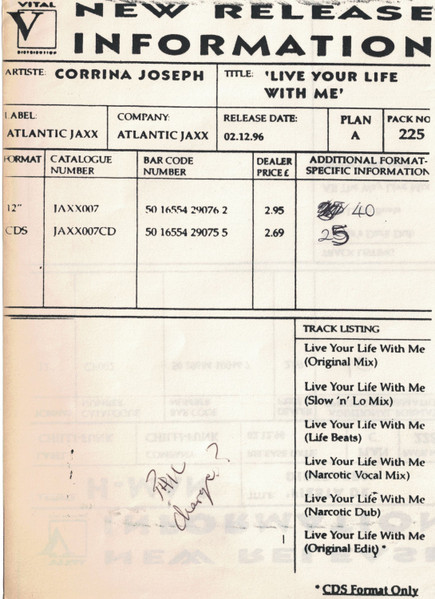 VITAL
DISTRIBUTION
NEW RELEASE
INFORMATION
ARTISTE: CORRINA JOSEPH
TITLE: 'LIVE YOUR LIFE
WITH ME'
LABEL:
ATLANTIC JAXX
COMPANY:
ATLANTIC JAXX
RELEASE DATE:
02.12.96
PLAN
A
PACK NO
225
FORMAT
CATALOGUE
NUMBER
BAR CODE
NUMBER
DEALER
PRICE £
ADDITIONAL FORMAT-
SPECIFIC INFORMATION
12" JAXX007 50 16554 29076 2 2.95 40
CDS JAXX007CD 50 16554 29075 5 2.69 25
TRACK LISTING
Live Your Life With Me
(Original Mix)
Live Your Life With Me
(Slow 'n' Lo Mix)
Live Your Life With Me
(Life Beats)
Live Your Life With Me
(Narcotic Vocal Mix)
Live Your Life With Me
(Narcotic Dub)
Live Your Life With Me
(Original Edit) *
* CDS Format Only
charge?